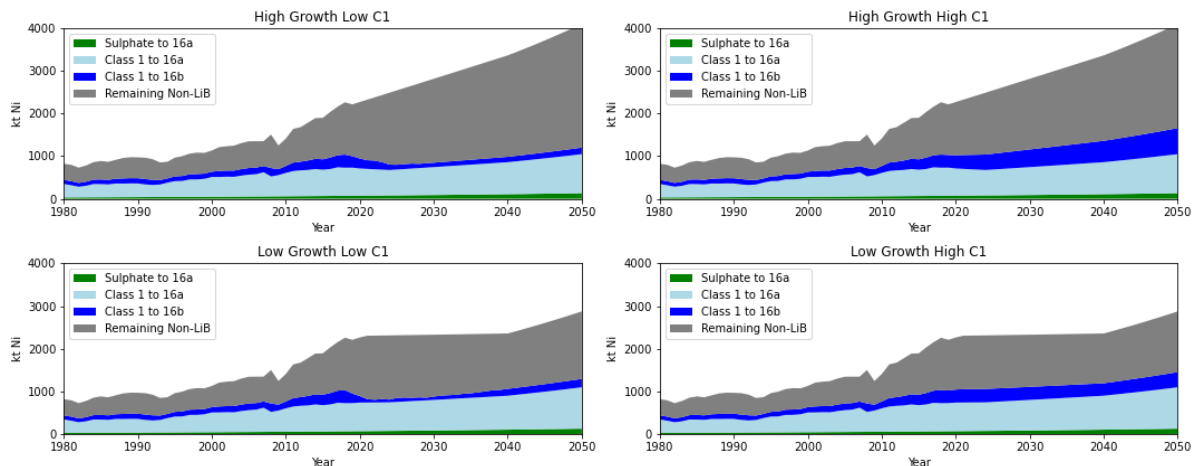 High Growth Low C1
4000
3000
2000
1000
0
kt Ni
Sulphate to 16a
Class 1 to 16a
Class 1 to 16b
Remaining Non-LiB
1980 1990 2000 2010 2020 2030 2040 2050
Year
High Growth High C1
4000
3000
2000
1000
0
kt Ni
Sulphate to 16a
Class 1 to 16a
Class 1 to 16b
Remaining Non-LiB
1980 1990 2000 2010 2020 2030 2040 2050
Year
Low Growth Low C1
4000
3000
2000
1000
0
kt Ni
Sulphate to 16a
Class 1 to 16a
Class 1 to 16b
Remaining Non-LiB
1980 1990 2000 2010 2020 2030 2040 2050
Year
Low Growth High C1
4000
3000
2000
1000
0
kt Ni
Sulphate to 16a
Class 1 to 16a
Class 1 to 16b
Remaining Non-LiB
1980 1990 2000 2010 2020 2030 2040 2050
Year